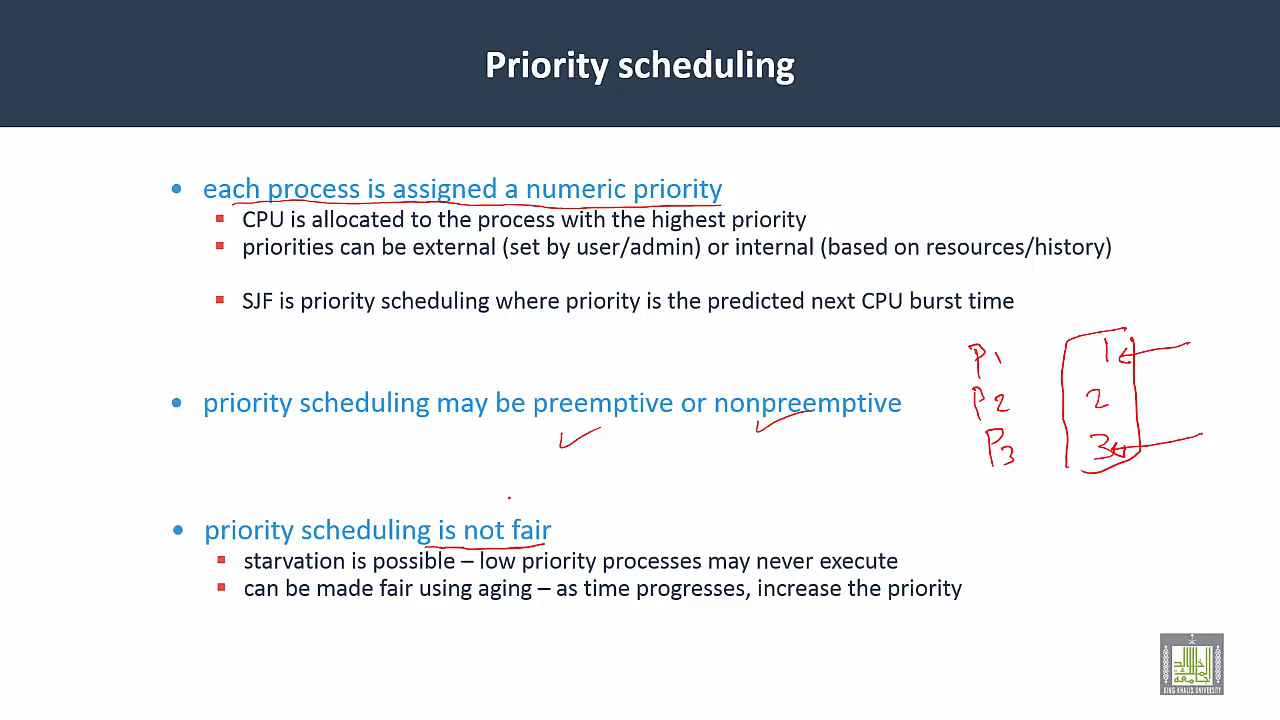 Priority scheduling
• each process is assigned a numeric priority
▪ CPU is allocated to the process with the highest priority
▪ priorities can be external (set by user/admin) or internal (based on resources/history)
▪ SJF is priority scheduling where priority is the predicted next CPU burst time
P1 1
• priority scheduling may be preemptive or nonpreemptive
P2 2
P3 3
• priority scheduling is not fair
▪ starvation is possible – low priority processes may never execute
▪ can be made fair using aging – as time progresses, increase the priority
KING KHALID UNIVERSITY